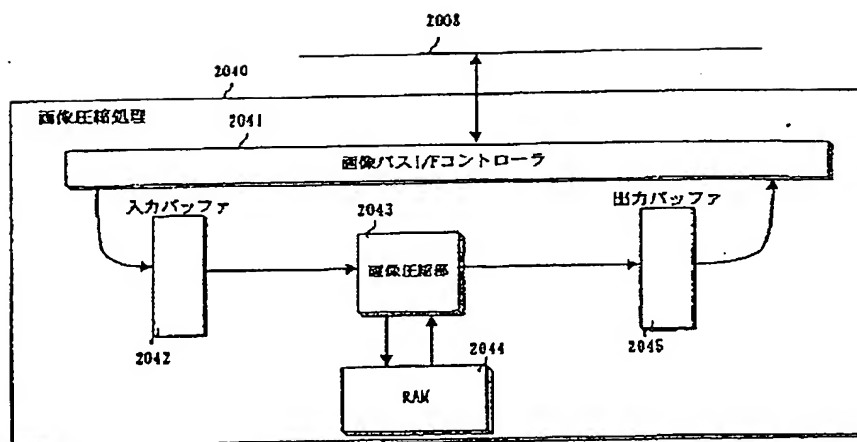 2008
2040
画像圧縮処理
2041
画像バスI/Fコントローラ
入力バッファ
2043
出力バッファ
画像圧縮部
2042
2044
2045
RAM